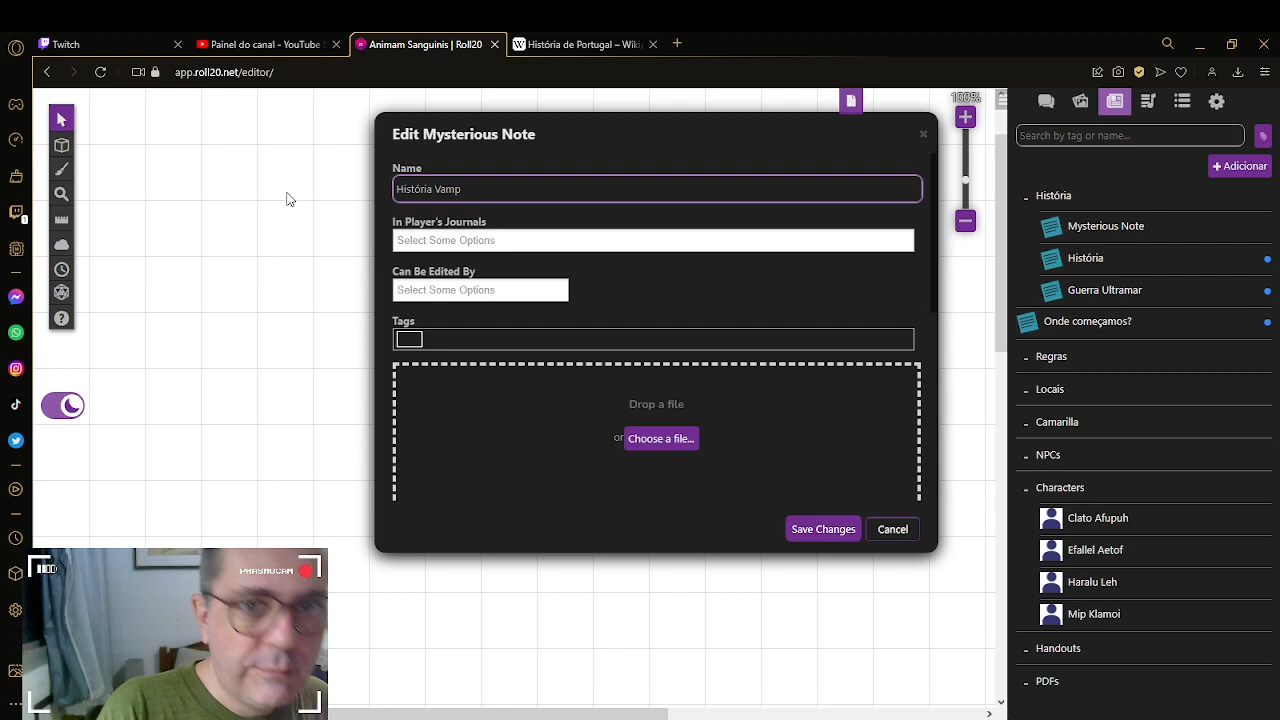 Twitch
Painel do canal - YouTube S
Animam Sanguinis | Roll20
História de Portugal – Wiki
app.roll20.net/editor/
100%
Edit Mysterious Note
Name
História Vamp
In Player's Journals
Select Some Options
Can Be Edited By
Select Some Options
Tags
Drop a file
or Choose a file...
Save Changes
Cancel
Search by tag or name...
+ Adicionar
História
Mysterious Note
História
Guerra Ultramar
Onde começamos?
Regras
Locais
Camarilla
NPCs
Characters
Clato Afupuh
Efallel Aetof
Haralu Leh
Mip Klamoi
Handouts
PDFs
PHASMOCAM